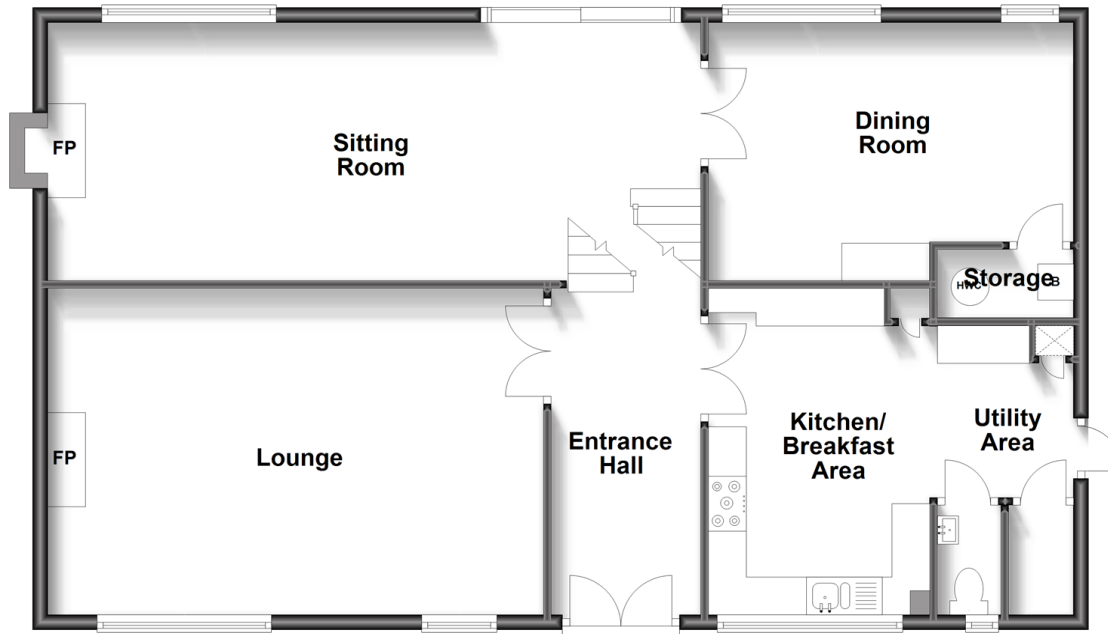 Sitting
Room
FP
Dining
Room
HWC
Storage
B
Lounge
FP
Entrance
Hall
Kitchen/
Breakfast
Area
Utility
Area